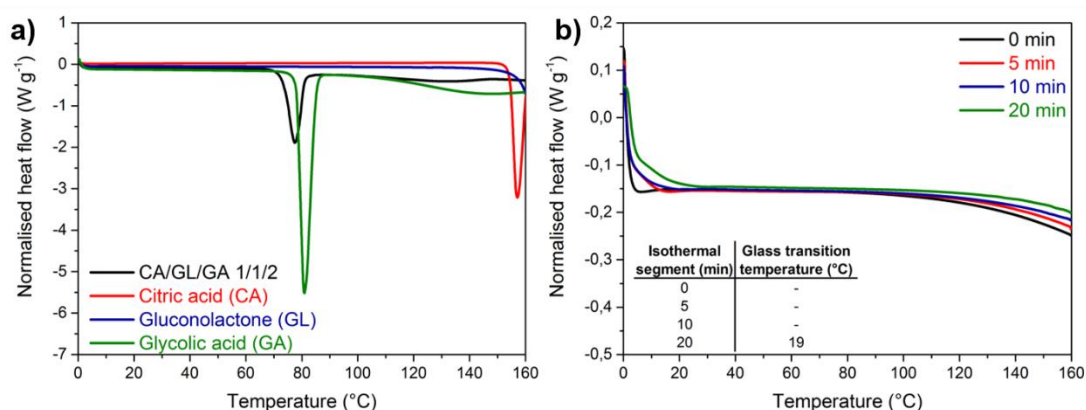 a)
Normalised heat flow (W g⁻¹)
1
0
-1
-2
-3
-4
-5
-6
-7
0 20 40 60 80 100 120 140 160
Temperature (°C)
CA/GL/GA 1/1/2
Citric acid (CA)
Gluconolactone (GL)
Glycolic acid (GA)
b)
Normalised heat flow (W g⁻¹)
0,2
0,1
0,0
-0,1
-0,2
-0,3
-0,4
-0,5
0 20 40 60 80 100 120 140 160
Temperature (°C)
0 min
5 min
10 min
20 min
Isothermal Glass transition
segment (min) temperature (°C)
0 -
5 -
10 -
20 19